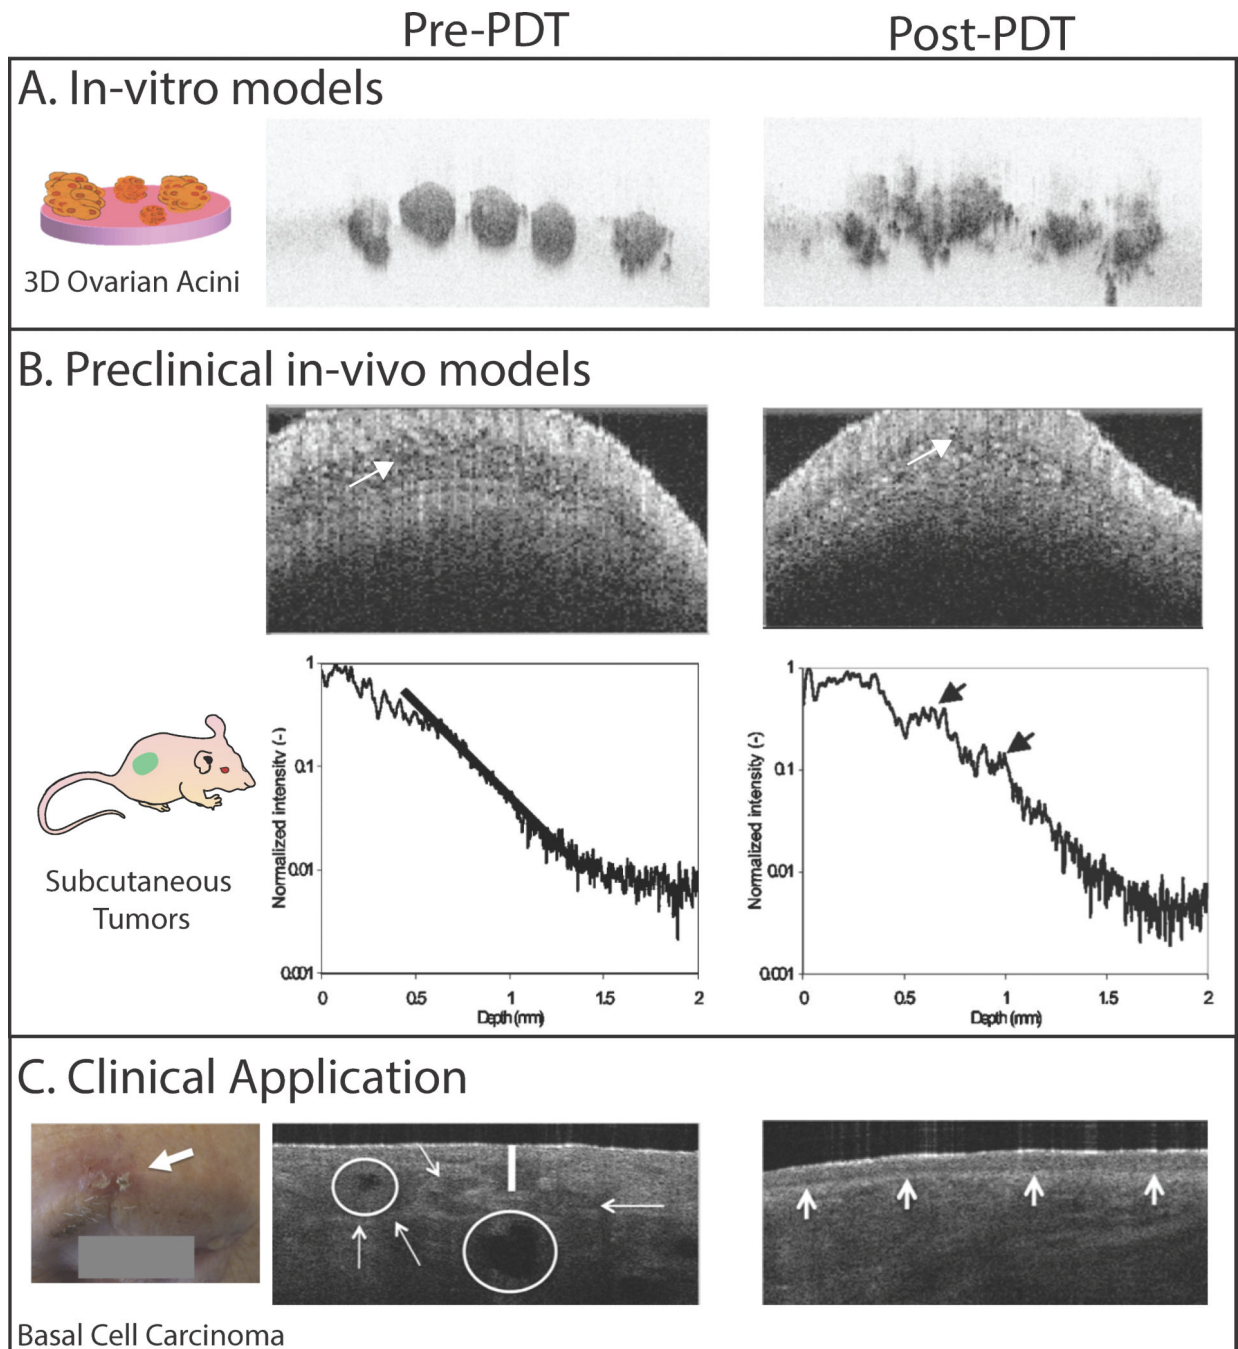 Pre-PDT
Post-PDT
A. In-vitro models
3D Ovarian Acini
B. Preclinical in-vivo models
Subcutaneous
Tumors
1
0.1
0.01
0.001
Normalized intensity (-)
0
0.5
1
1.5
2
Depth (mm)
1
0.1
0.01
0.001
Normalized intensity (-)
0
0.5
1
1.5
2
Depth (mm)
C. Clinical Application
Basal Cell Carcinoma